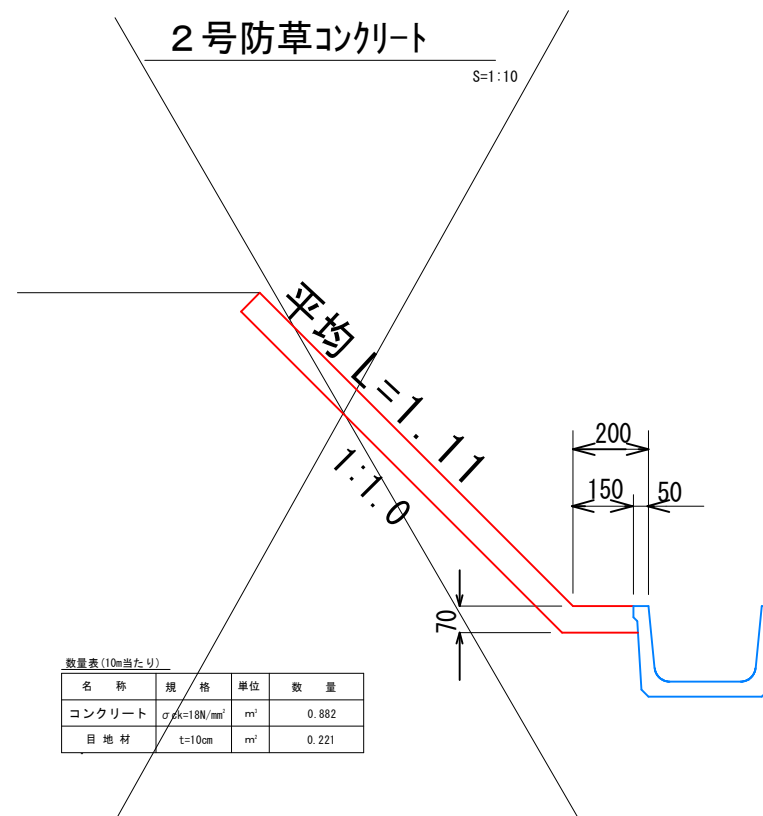 ２号防草ｺﾝｸﾘｰﾄ
S=1:10
平均 L=1.11
1:1.0
200
150 50
70
数量表(10m当たり)
名 称 規 格 単位 数 量
コンクリート σck=18N/mm² m³ 0.882
目 地 材 t=10cm m² 0.221